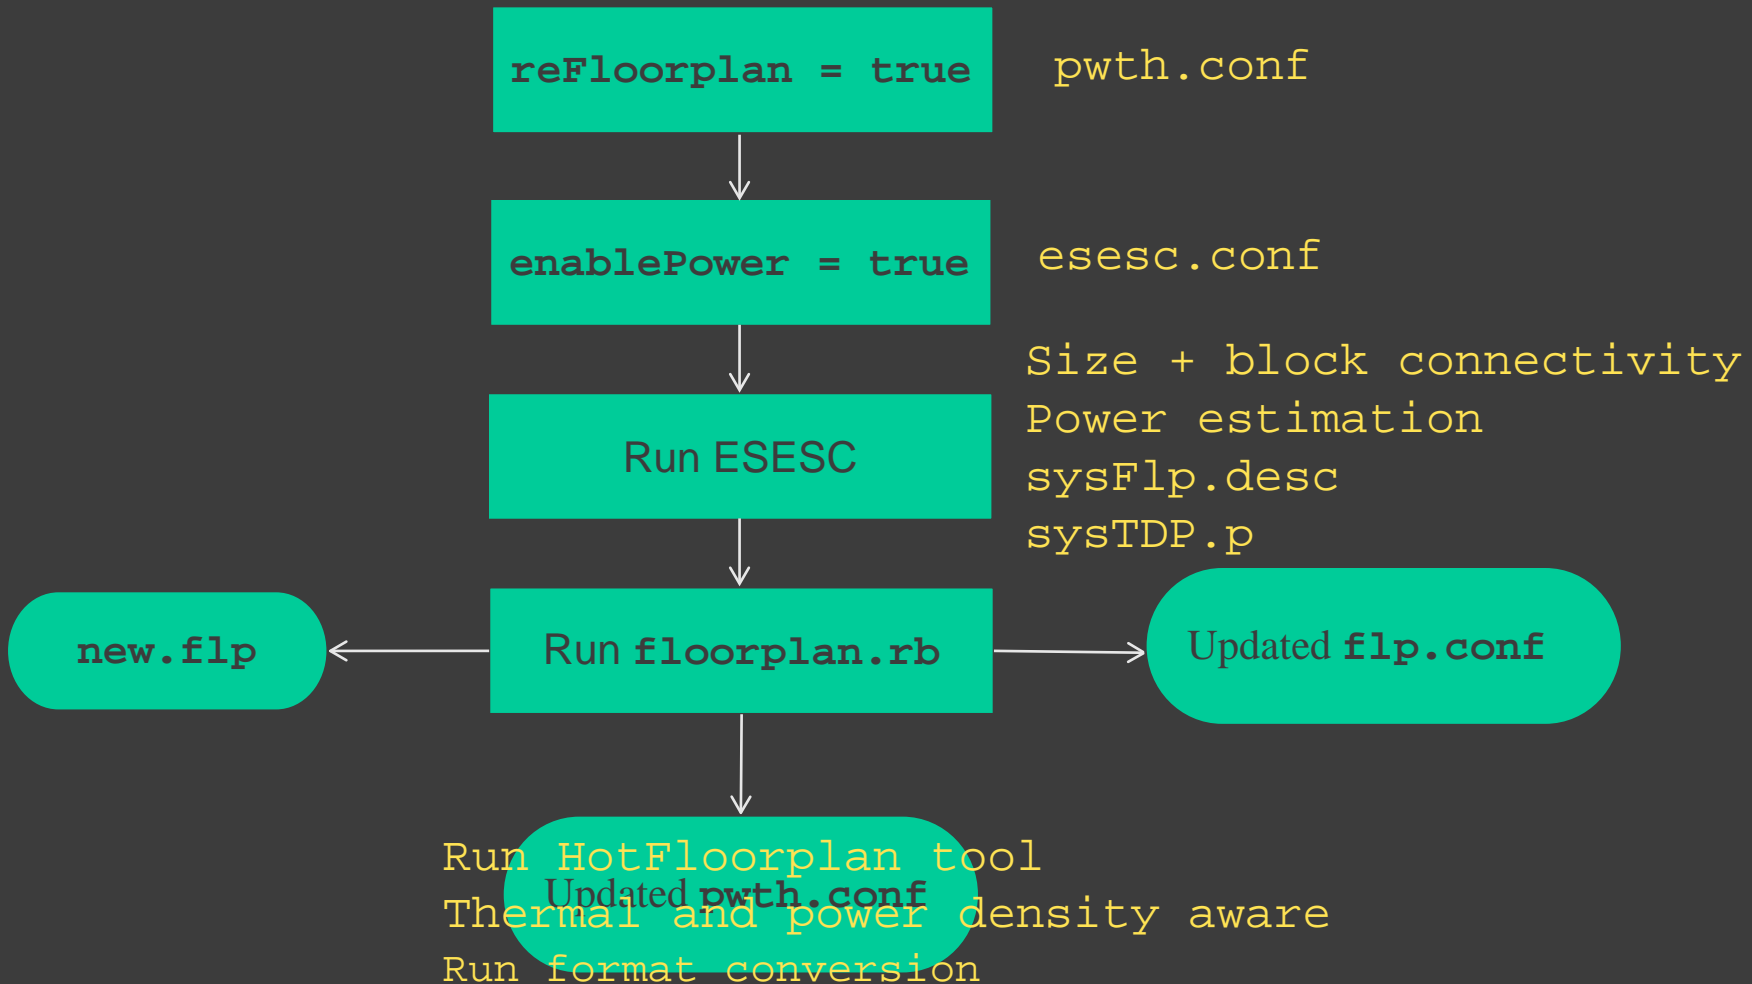 reFloorplan = true
pwth.conf
enablePower = true
esesc.conf
Size + block connectivity
Power estimation
Run ESESC
sysFlp.desc
sysTDP.p
new.flp
Run floorplan.rb
Updated flp.conf
Run HotFloorplan tool
Updated pwth.conf
Thermal and power density aware
Run format conversion